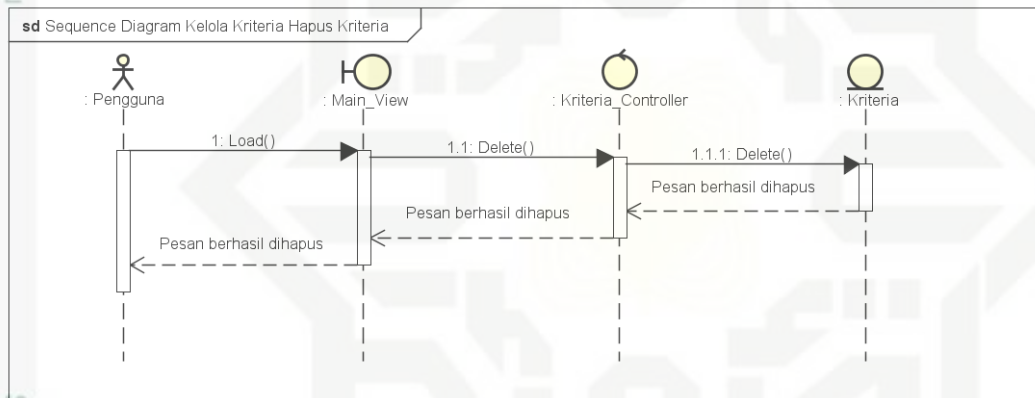 sd Sequence Diagram Kelola Kriteria Hapus Kriteria
: Pengguna
: Main_View
: Kriteria_Controller
: Kriteria
1: Load()
1.1: Delete()
1.1.1: Delete()
Pesan berhasil dihapus
Pesan berhasil dihapus
Pesan berhasil dihapus